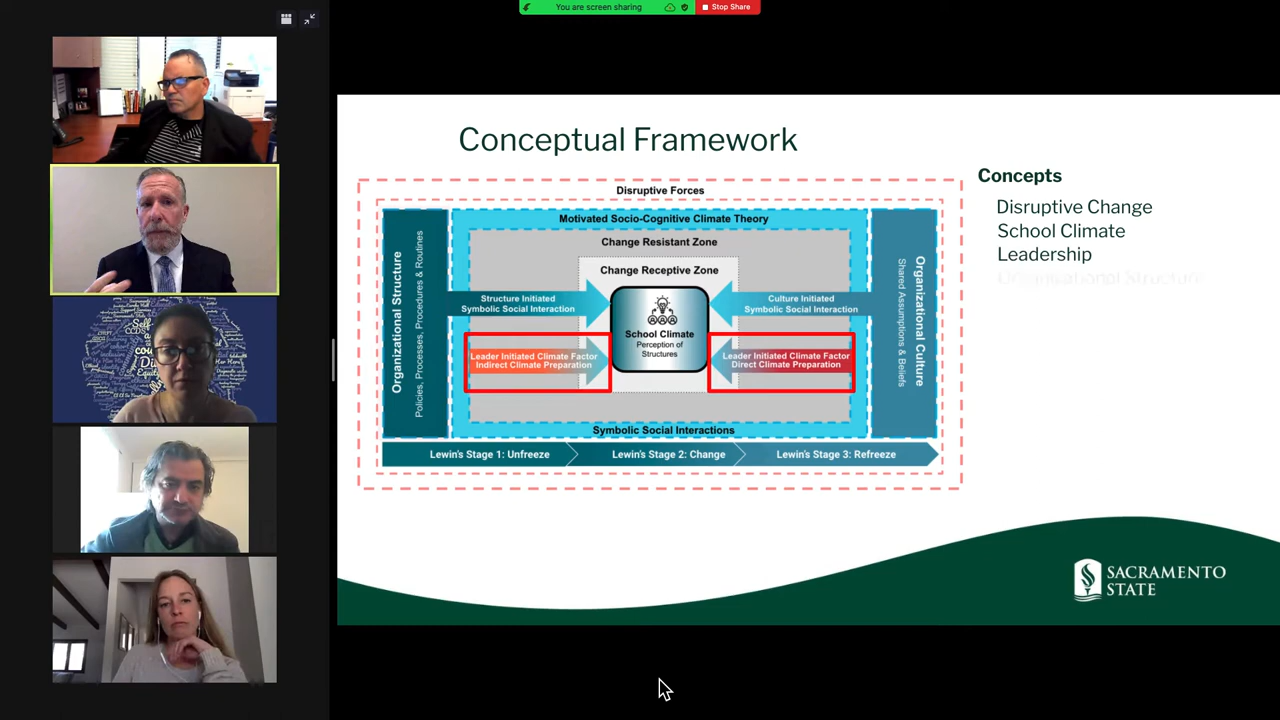 You are screen sharing
Stop Share
Conceptual Framework
Concepts
Disruptive Change
School Climate
Leadership
Organizational Structure
Disruptive Forces
Motivated Socio-Cognitive Climate Theory
Change Resistant Zone
Change Receptive Zone
Organizational Structure
Policies, Processes, Procedures & Routines
Structure Initiated
Symbolic Social Interaction
Culture Initiated
Symbolic Social Interaction
School Climate
Perception of
Structures
Leader Initiated Climate Factor
Indirect Climate Preparation
Leader Initiated Climate Factor
Direct Climate Preparation
Organizational Culture
Shared Assumptions & Beliefs
Symbolic Social Interactions
Lewin's Stage 1: Unfreeze
Lewin's Stage 2: Change
Lewin's Stage 3: Refreeze
SACRAMENTO
STATE